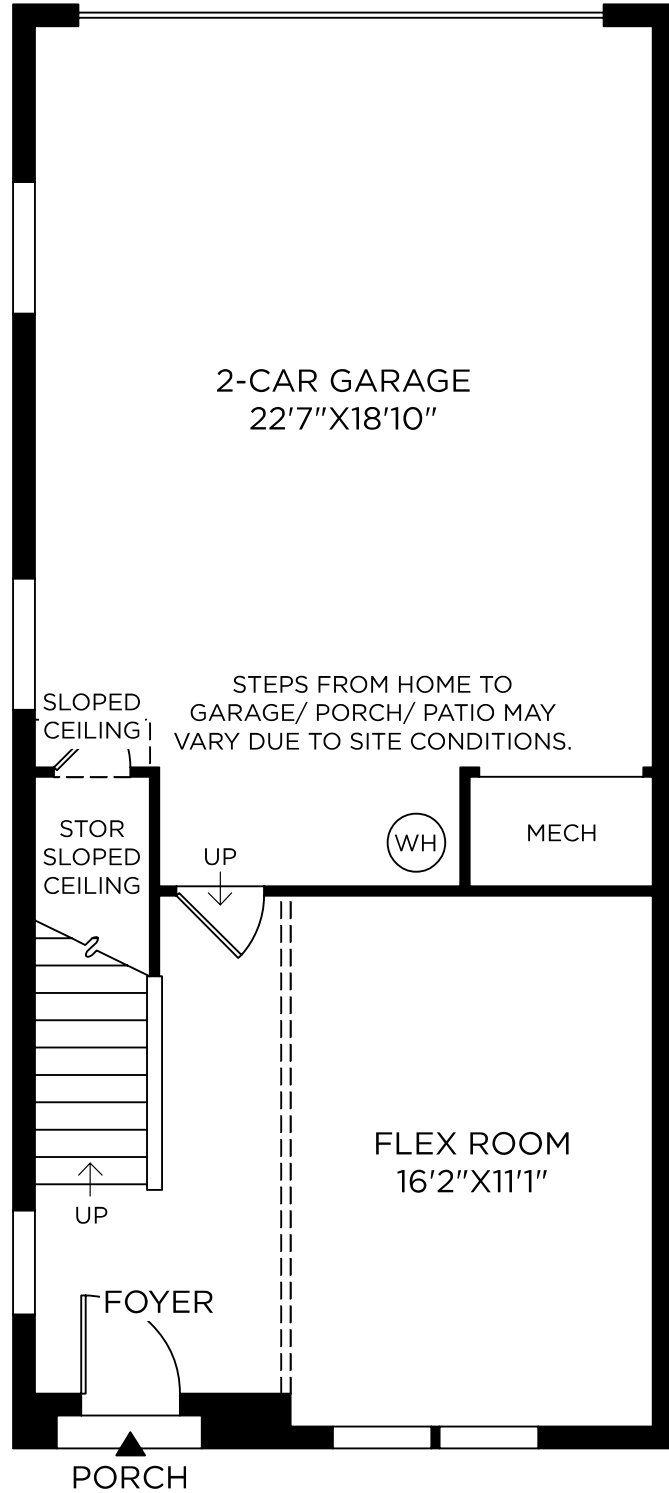 2-CAR GARAGE
22'7"X18'10"
STEPS FROM HOME TO
GARAGE/ PORCH/ PATIO MAY
VARY DUE TO SITE CONDITIONS.
SLOPED
CEILING
STOR
SLOPED
CEILING
UP
WH
MECH
FLEX ROOM
16'2"X11'1"
UP
FOYER
PORCH